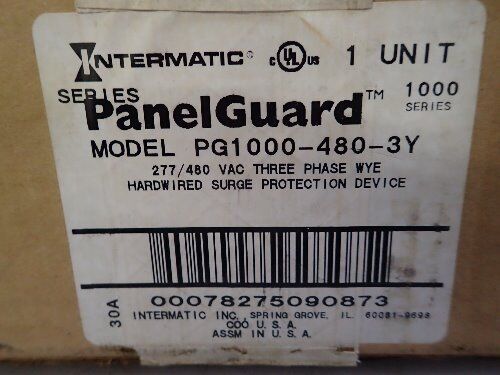 INTERMATIC® C UL US 1 UNIT
SERIES PanelGuard™ 1000 SERIES
MODEL PG1000-480-3Y
277/480 VAC THREE PHASE WYE
HARDWIRED SURGE PROTECTION DEVICE
30A
00078275090873
INTERMATIC INC., SPRING GROVE, IL. 60081-9698
COO U.S.A.
ASSM IN U.S.A.